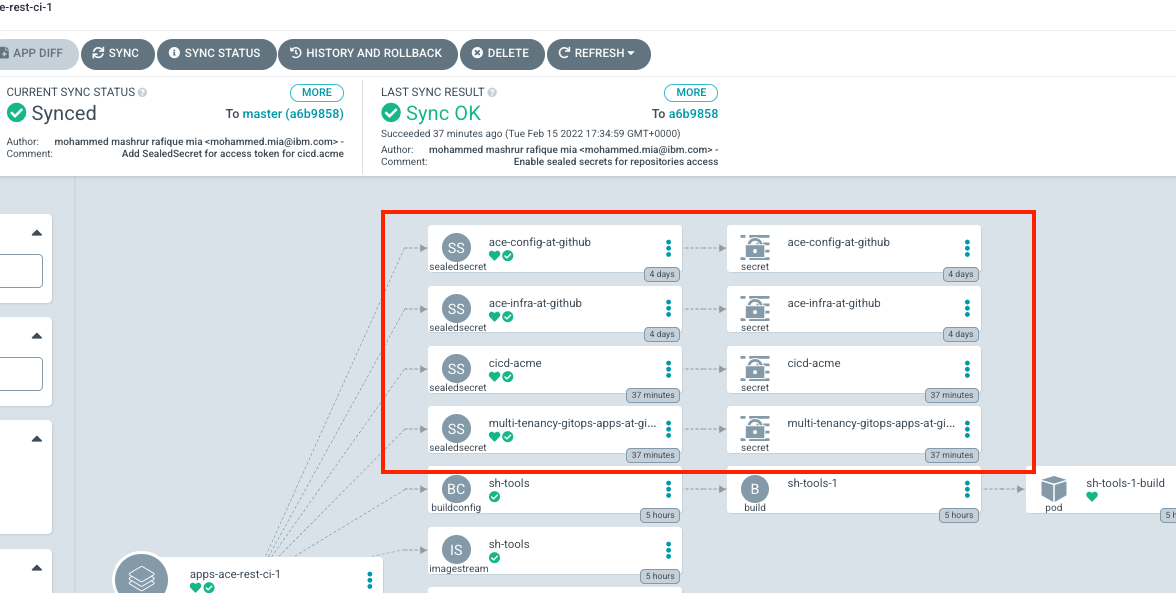 e-rest-ci-1
APP DIFF
SYNC
SYNC STATUS
HISTORY AND ROLLBACK
DELETE
REFRESH
CURRENT SYNC STATUS
MORE
Synced
To master (a6b9858)
Author: mohammed mashrur rafique mia <mohammed.mia@ibm.com> -
Comment: Add SealedSecret for access token for cicd.acme
LAST SYNC RESULT
MORE
Sync OK
To a6b9858
Succeeded 37 minutes ago (Tue Feb 15 2022 17:34:59 GMT+0000)
Author: mohammed mashrur rafique mia <mohammed.mia@ibm.com> -
Comment: Enable sealed secrets for repositories access
SS
sealedsecret
ace-config-at-github
4 days
secret
ace-config-at-github
4 days
SS
sealedsecret
ace-infra-at-github
4 days
secret
ace-infra-at-github
4 days
SS
sealedsecret
cicd-acme
37 minutes
secret
cicd-acme
37 minutes
SS
sealedsecret
multi-tenancy-gitops-apps-at-gi...
37 minutes
secret
multi-tenancy-gitops-apps-at-gi...
37 minutes
BC
buildconfig
sh-tools
5 hours
B
build
sh-tools-1
5 hours
pod
sh-tools-1-build
5 h
IS
imagestream
sh-tools
5 hours
apps-ace-rest-ci-1